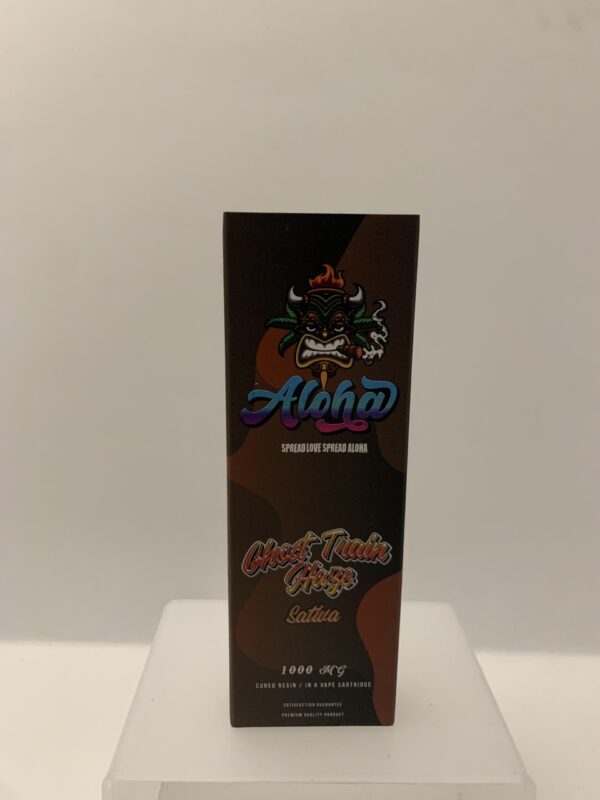 Aloha
SPREAD LOVE SPREAD ALOHA
Ghost Train
Haze
Sativa
1000 MG
CURED RESIN / IN A VAPE CARTRIDGE
SATISFACTION GUARANTEE
PREMIUM QUALITY PRODUCT